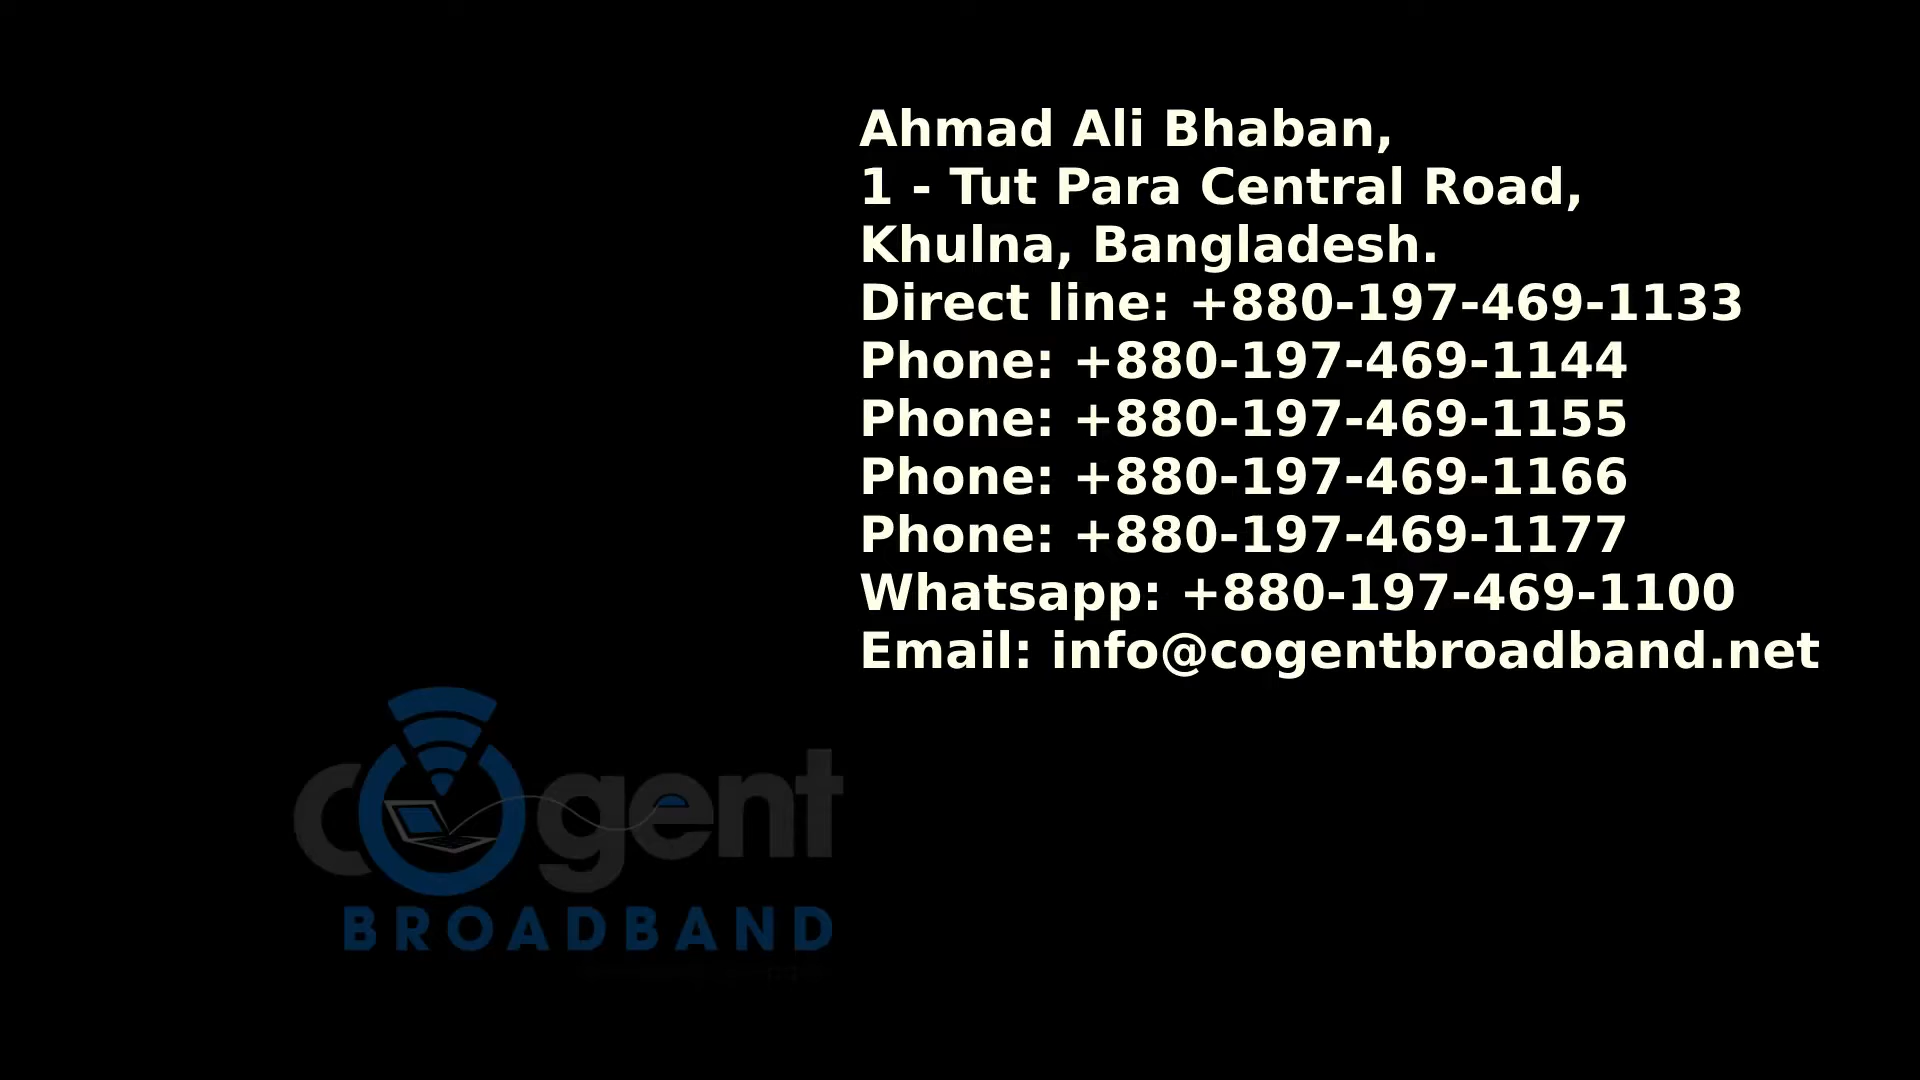 Ahmad Ali Bhaban,
1 - Tut Para Central Road,
Khulna, Bangladesh.
Direct line: +880-197-469-1133
Phone: +880-197-469-1144
Phone: +880-197-469-1155
Phone: +880-197-469-1166
Phone: +880-197-469-1177
Whatsapp: +880-197-469-1100
Email: info@cogentbroadband.net
cogent
BROADBAND